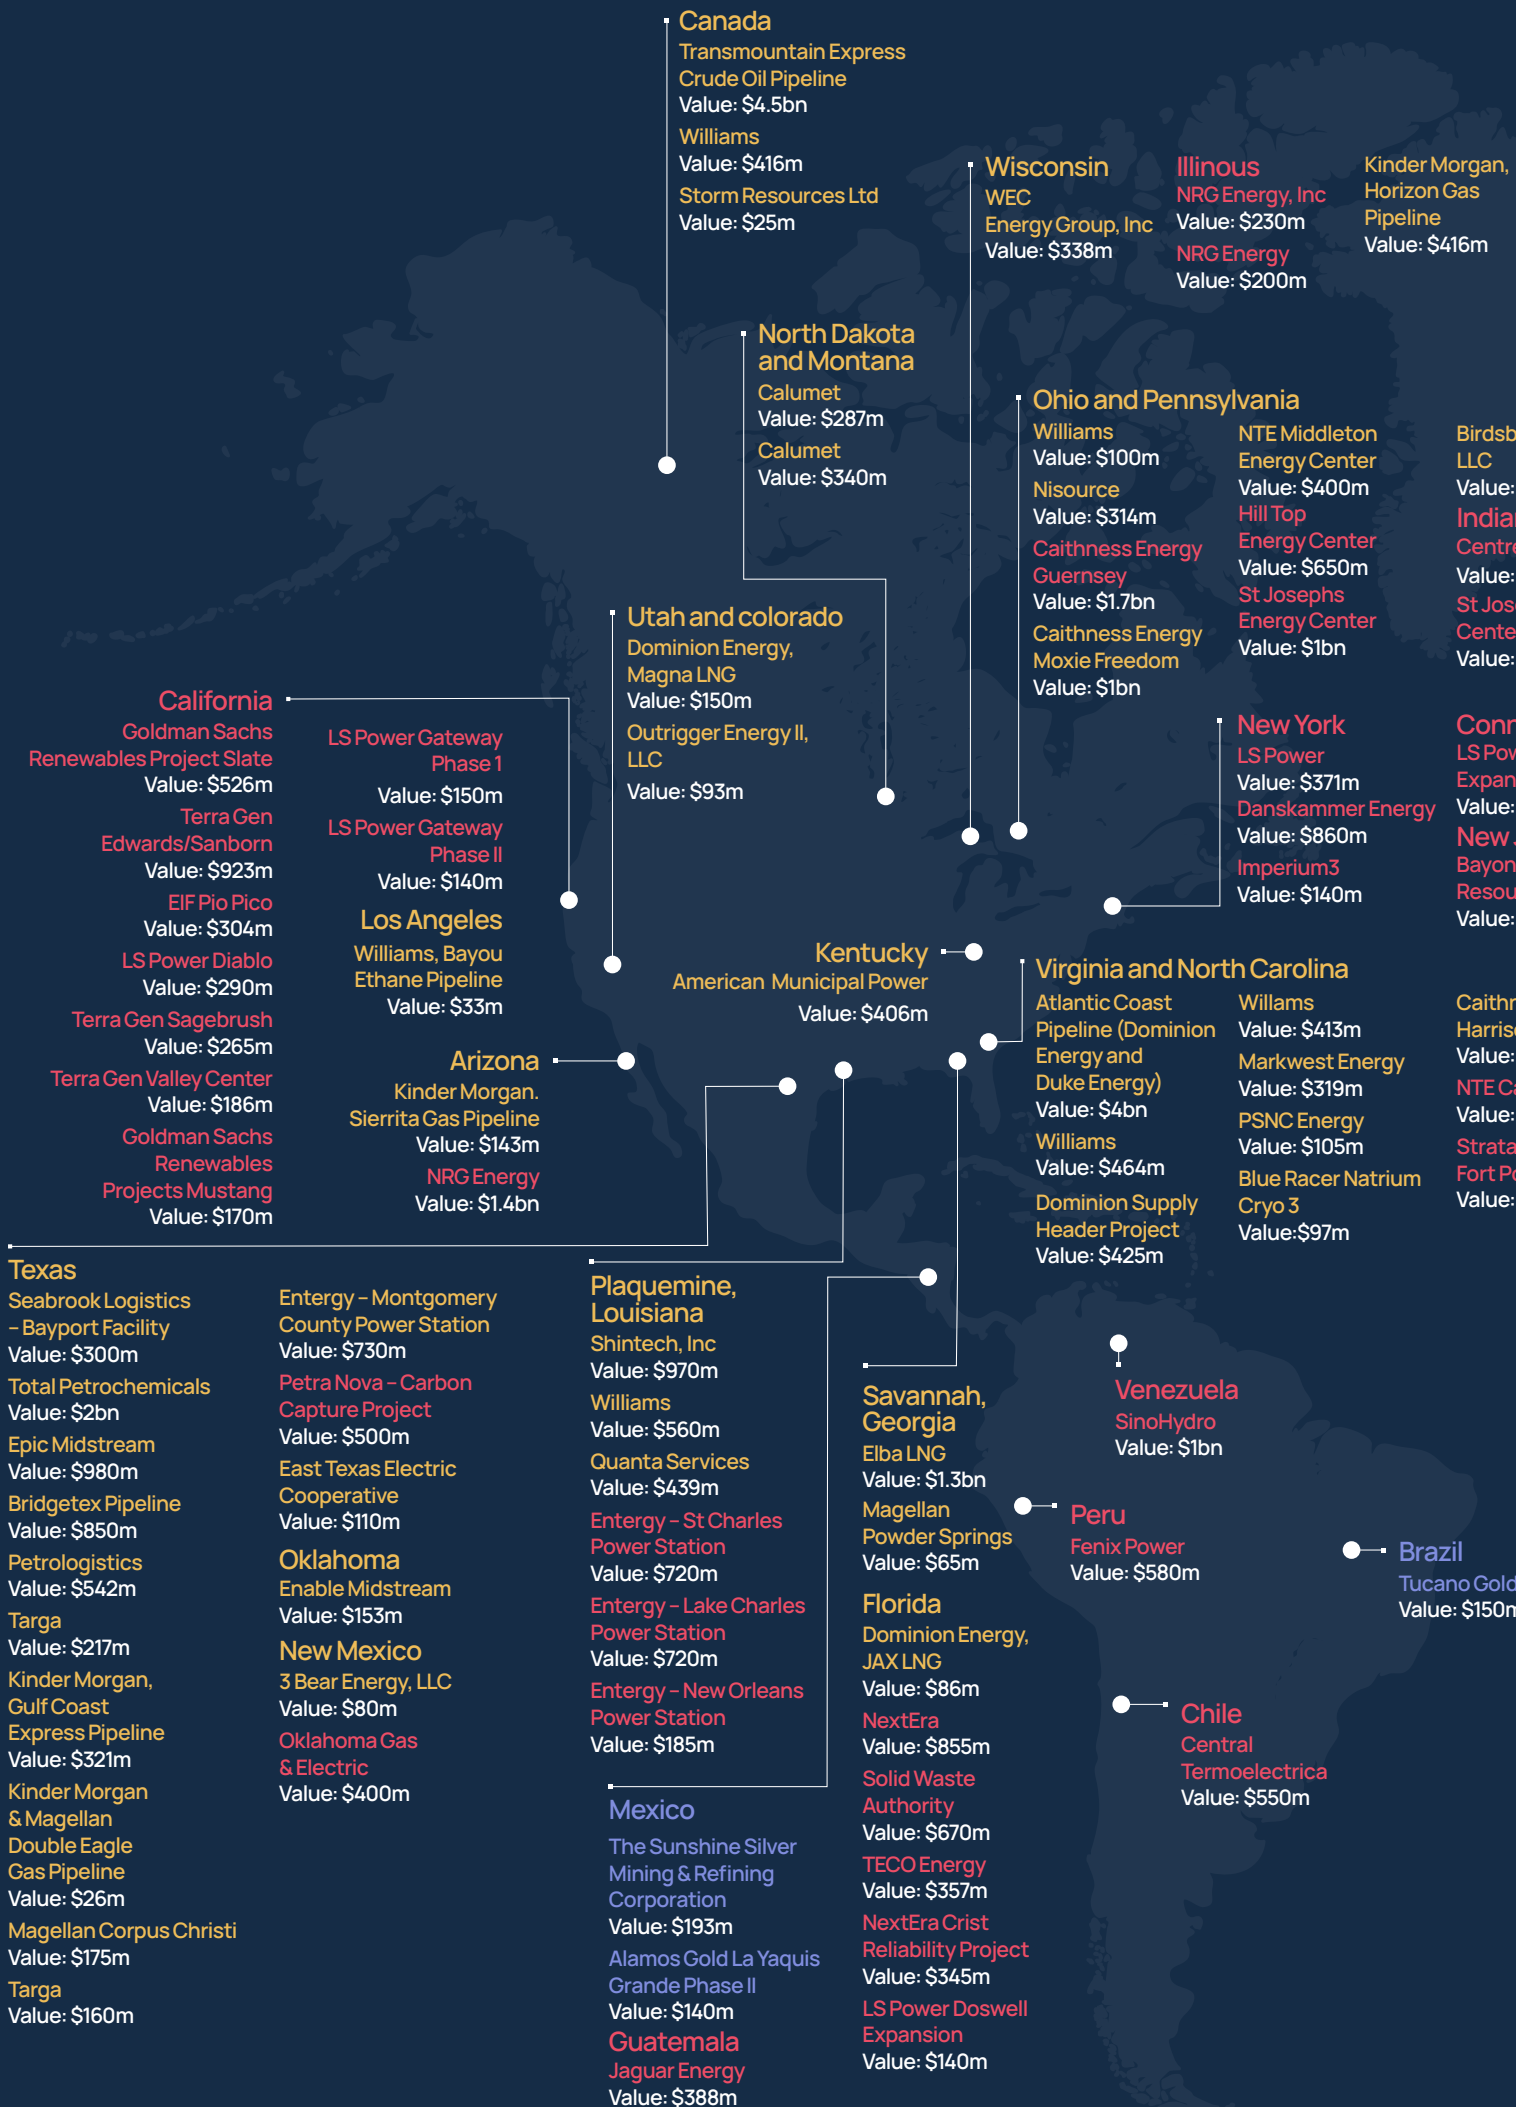 Canada
Transmountain Express
Crude Oil Pipeline
Value: $4.5bn
Williams
Value: $416m
Storm Resources Ltd
Value: $25m
Wisconsin
WEC
Energy Group, Inc
Value: $338m
Illinous
NRG Energy, Inc
Value: $230m
NRG Energy
Value: $200m
Kinder Morgan,
Horizon Gas
Pipeline
Value: $416m
North Dakota
and Montana
Calumet
Value: $287m
Calumet
Value: $340m
Ohio and Pennsylvania
Williams
Value: $100m
Nisource
Value: $314m
Caithness Energy
Guernsey
Value: $1.7bn
Caithness Energy
Moxie Freedom
Value: $1bn
NTE Middleton
Energy Center
Value: $400m
Hill Top
Energy Center
Value: $650m
St Josephs
Energy Center
Value: $1bn
LLC
Value:
Value:
Value:
Utah and colorado
Dominion Energy,
Magna LNG
Value: $150m
Outrigger Energy II,
LLC
Value: $93m
California
Goldman Sachs
Renewables Project Slate
Value: $526m
Terra Gen
Edwards/Sanborn
Value: $923m
EIF Pio Pico
Value: $304m
LS Power Diablo
Value: $290m
Terra Gen Sagebrush
Value: $265m
Terra Gen Valley Center
Value: $186m
Goldman Sachs
Renewables
Projects Mustang
Value: $170m
LS Power Gateway
Phase 1
Value: $150m
LS Power Gateway
Phase II
Value: $140m
Los Angeles
Williams, Bayou
Ethane Pipeline
Value: $33m
Arizona
Kinder Morgan.
Sierrita Gas Pipeline
Value: $143m
NRG Energy
Value: $1.4bn
New York
LS Power
Value: $371m
Danskammer Energy
Value: $860m
Imperium3
Value: $140m
LS
Value:
New
Value:
Kentucky
American Municipal Power
Value: $406m
Virginia and North Carolina
Atlantic Coast
Pipeline (Dominion
Energy and
Duke Energy)
Value: $4bn
Williams
Value: $464m
Dominion Supply
Header Project
Value: $425m
Willams
Value: $413m
Markwest Energy
Value: $319m
PSNC Energy
Value: $105m
Blue Racer Natrium
Cryo 3
Value:$97m
Value:
NTE
Value:
Strata
Fort
Value:
Texas
Seabrook Logistics
– Bayport Facility
Value: $300m
Total Petrochemicals
Value: $2bn
Epic Midstream
Value: $980m
Bridgetex Pipeline
Value: $850m
Petrologistics
Value: $542m
Targa
Value: $217m
Kinder Morgan,
Gulf Coast
Express Pipeline
Value: $321m
Kinder Morgan
& Magellan
Double Eagle
Gas Pipeline
Value: $26m
Magellan Corpus Christi
Value: $175m
Targa
Value: $160m
Entergy – Montgomery
County Power Station
Value: $730m
Petra Nova – Carbon
Capture Project
Value: $500m
East Texas Electric
Cooperative
Value: $110m
Oklahoma
Enable Midstream
Value: $153m
New Mexico
3 Bear Energy, LLC
Value: $80m
Oklahoma Gas
& Electric
Value: $400m
Plaquemine,
Louisiana
Shintech, Inc
Value: $970m
Williams
Value: $560m
Quanta Services
Value: $439m
Entergy – St Charles
Power Station
Value: $720m
Entergy – Lake Charles
Power Station
Value: $720m
Entergy – New Orleans
Power Station
Value: $185m
Mexico
The Sunshine Silver
Mining & Refining
Corporation
Value: $193m
Alamos Gold La Yaquis
Grande Phase II
Value: $140m
Guatemala
Jaguar Energy
Value: $388m
Savannah,
Georgia
Elba LNG
Value: $1.3bn
Magellan
Powder Springs
Value: $65m
Florida
Dominion Energy,
JAX LNG
Value: $86m
NextEra
Value: $855m
Solid Waste
Authority
Value: $670m
TECO Energy
Value: $357m
NextEra Crist
Reliability Project
Value: $345m
LS Power Doswell
Expansion
Value: $140m
Venezuela
SinoHydro
Value: $1bn
Peru
Fenix Power
Value: $580m
Brazil
Tucano Gold
Value: $150m
Chile
Central
Termoelectrica
Value: $550m